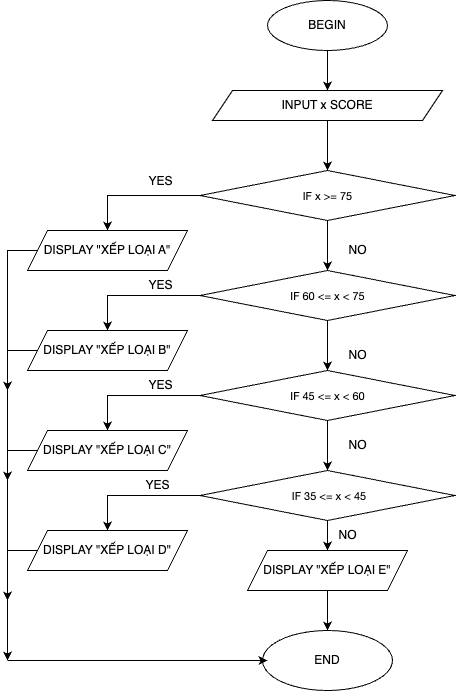 BEGIN
INPUT x SCORE
YES
IF x >= 75
DISPLAY "XẾP LOẠI A"
NO
YES
IF 60 <= x < 75
DISPLAY "XẾP LOẠI B"
NO
YES
IF 45 <= x < 60
DISPLAY "XẾP LOẠI C"
NO
YES
IF 35 <= x < 45
NO
DISPLAY "XẾP LOẠI D"
DISPLAY "XẾP LOẠI E"
END